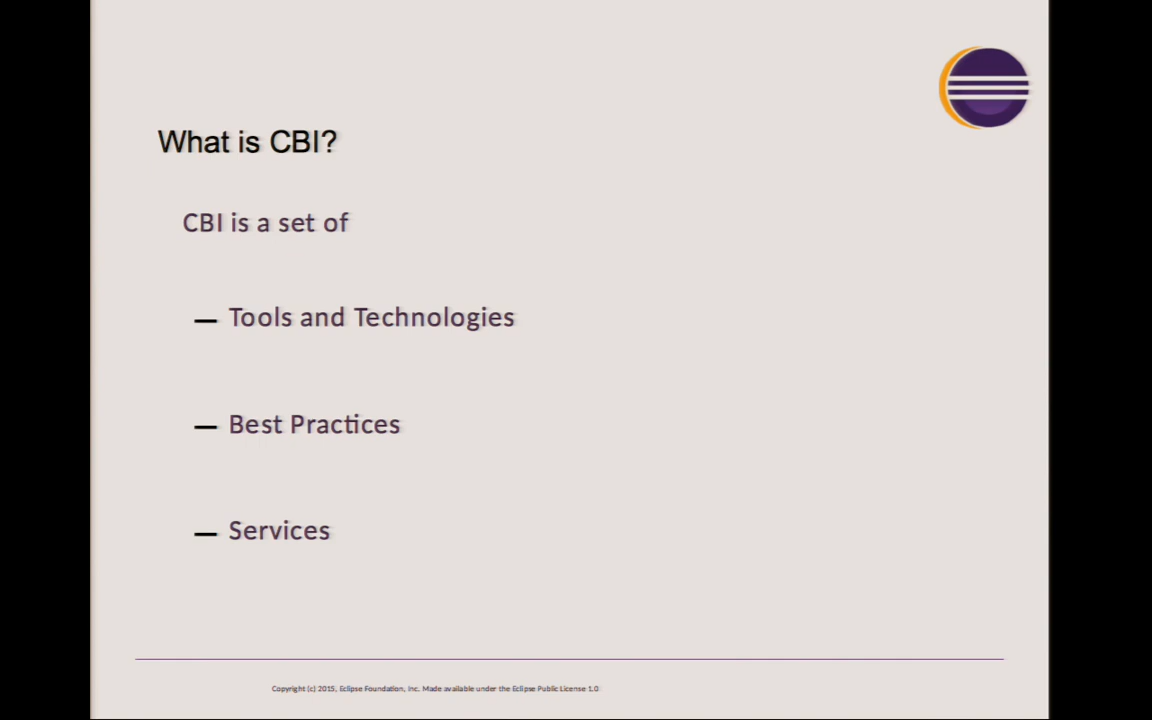 What is CBI?
CBI is a set of
— Tools and Technologies
— Best Practices
— Services
Copyright (c) 2015, Eclipse Foundation, Inc. Made available under the Eclipse Public License 1.0